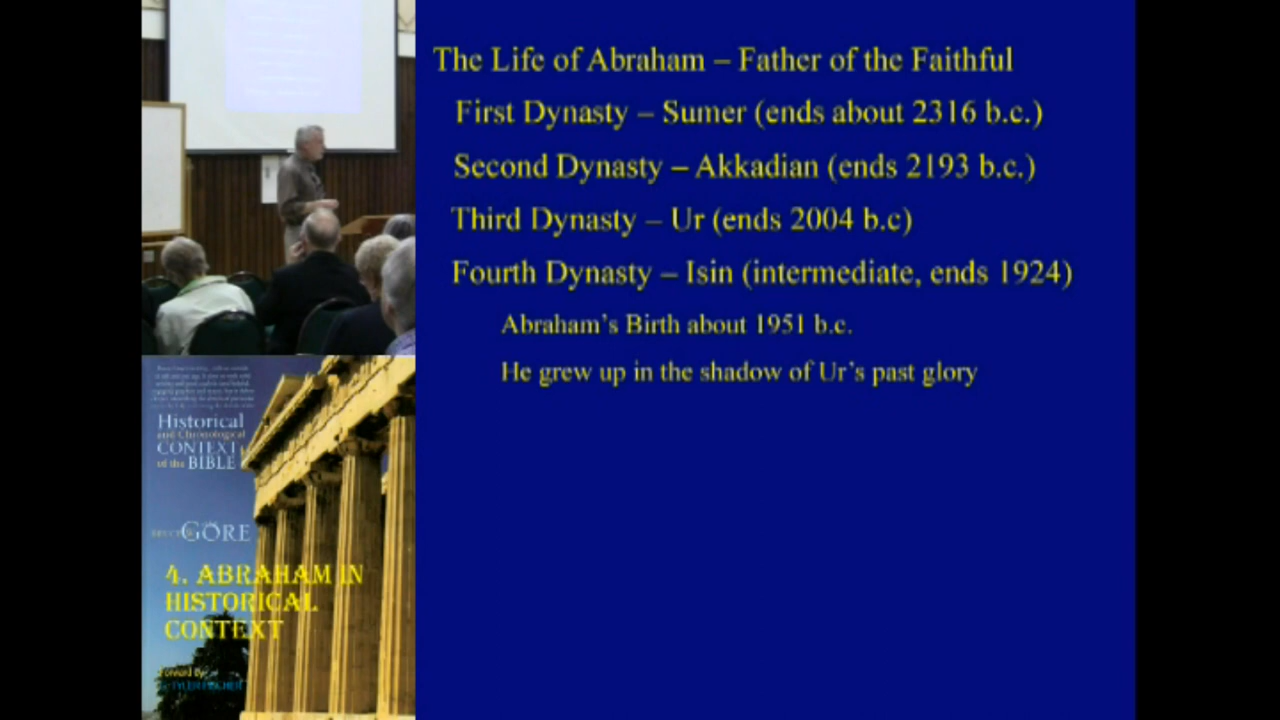 The Life of Abraham – Father of the Faithful
First Dynasty – Sumer (ends about 2316 b.c.)
Second Dynasty – Akkadian (ends 2193 b.c.)
Third Dynasty – Ur (ends 2004 b.c)
Fourth Dynasty – Isin (intermediate, ends 1924)
Abraham's Birth about 1951 b.c.
He grew up in the shadow of Ur's past glory
Historical
and Chronological
CONTEXT
of the BIBLE
GORE
4. ABRAHAM IN
HISTORICAL
CONTEXT